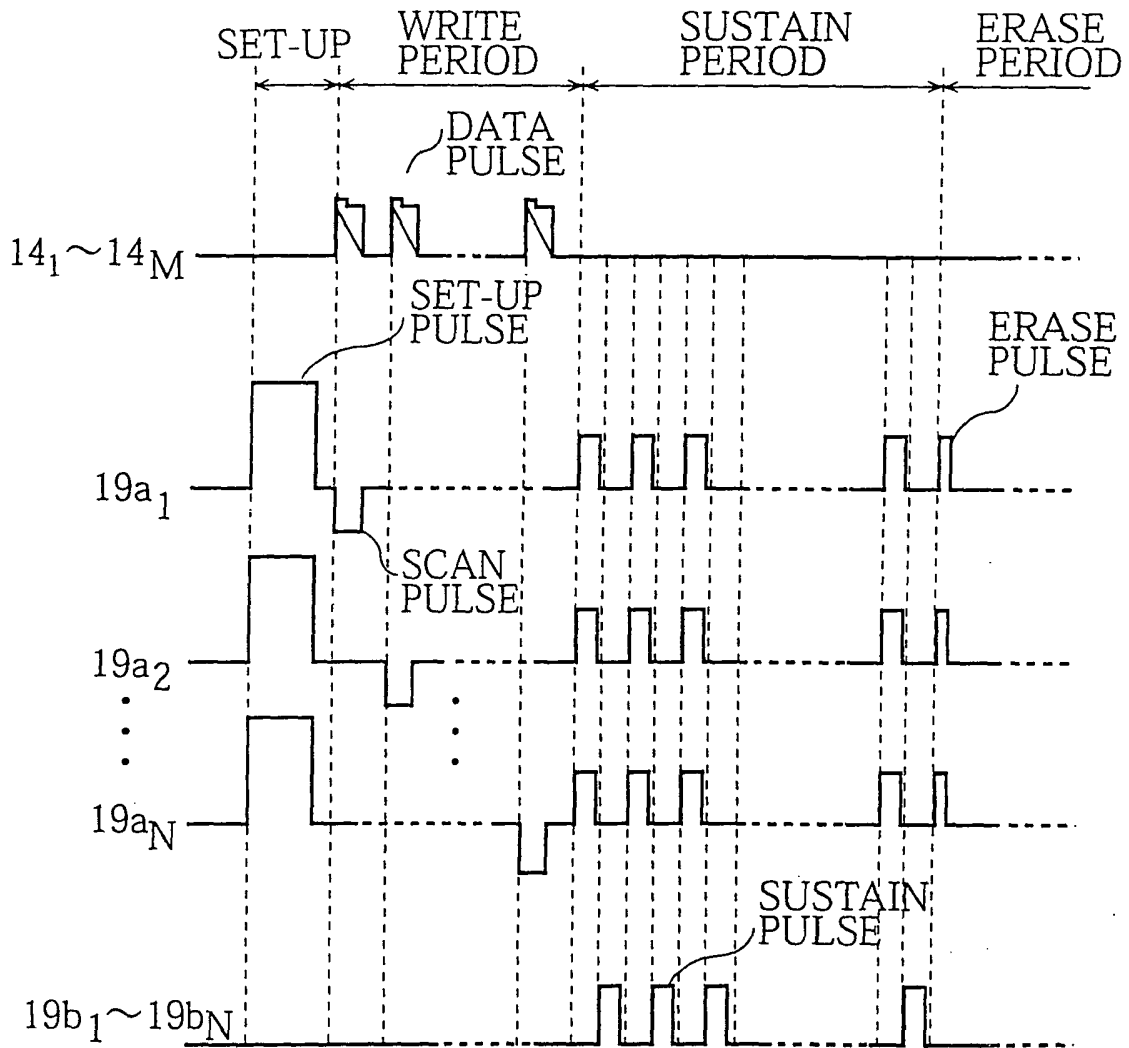 SET-UP
WRITE
PERIOD
SUSTAIN
PERIOD
ERASE
PERIOD
DATA
PULSE
14₁～14M
SET-UP
PULSE
ERASE
PULSE
19a₁
SCAN
PULSE
19a₂
19aN
SUSTAIN
PULSE
19b₁～19bN